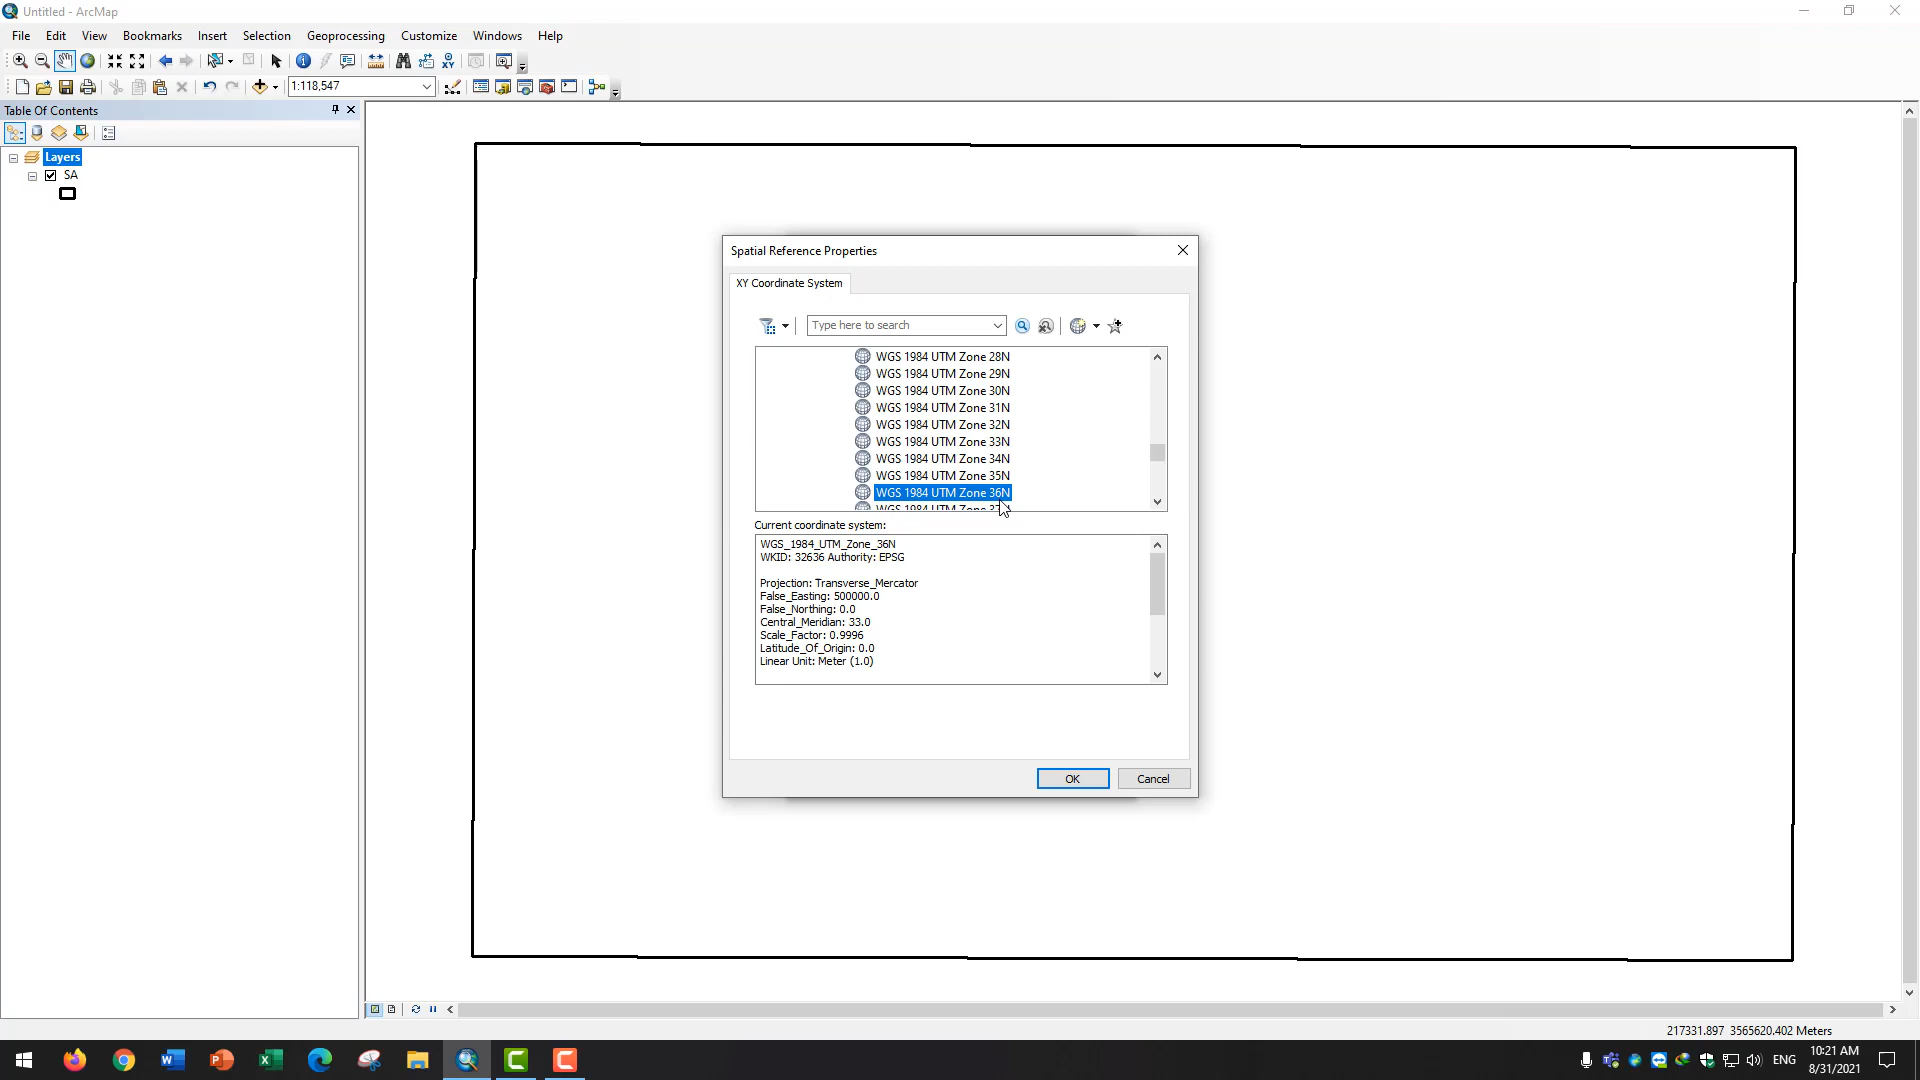 Untitled - ArcMap
File Edit View Bookmarks Insert Selection Geoprocessing Customize Windows Help
1:118,547
Table Of Contents
Layers
SA
Spatial Reference Properties
XY Coordinate System
Type here to search
WGS 1984 UTM Zone 28N
WGS 1984 UTM Zone 29N
WGS 1984 UTM Zone 30N
WGS 1984 UTM Zone 31N
WGS 1984 UTM Zone 32N
WGS 1984 UTM Zone 33N
WGS 1984 UTM Zone 34N
WGS 1984 UTM Zone 35N
WGS 1984 UTM Zone 36N
WGS 1984 UTM Zone 37N
Current coordinate system:
WGS_1984_UTM_Zone_36N
WKID: 32636 Authority: EPSG
Projection: Transverse_Mercator
False_Easting: 500000.0
False_Northing: 0.0
Central_Meridian: 33.0
Scale_Factor: 0.9996
Latitude_Of_Origin: 0.0
Linear Unit: Meter (1.0)
OK Cancel
217331.897 3565620.402 Meters
ENG
10:21 AM
8/31/2021